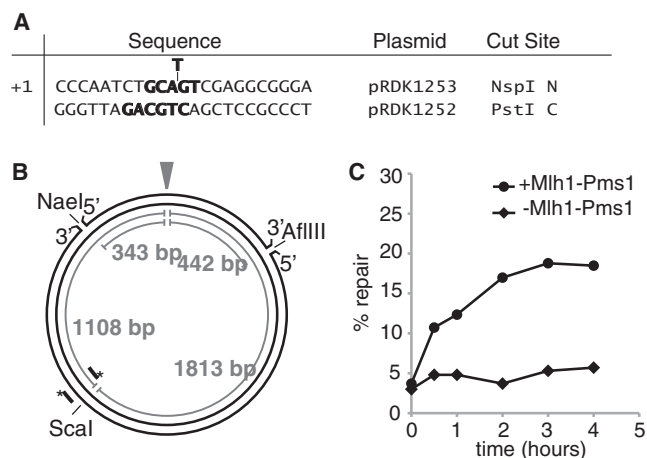 A
Sequence Plasmid Cut Site
T
+1 CCCAATCTGCAGTCGAGGCGGGA pRDK1253 NspI N
GGGTTAGACGTCAGCTCCGCCCT pRDK1252 PstI C
B
NaeI 5'
3'
3' AflIII
5'
343 bp
442 bp
1108 bp
1813 bp
*
*
ScaI
C
+Mlh1-Pms1
-Mlh1-Pms1
% repair
30
25
20
15
10
5
0
0 1 2 3 4 5
time (hours)